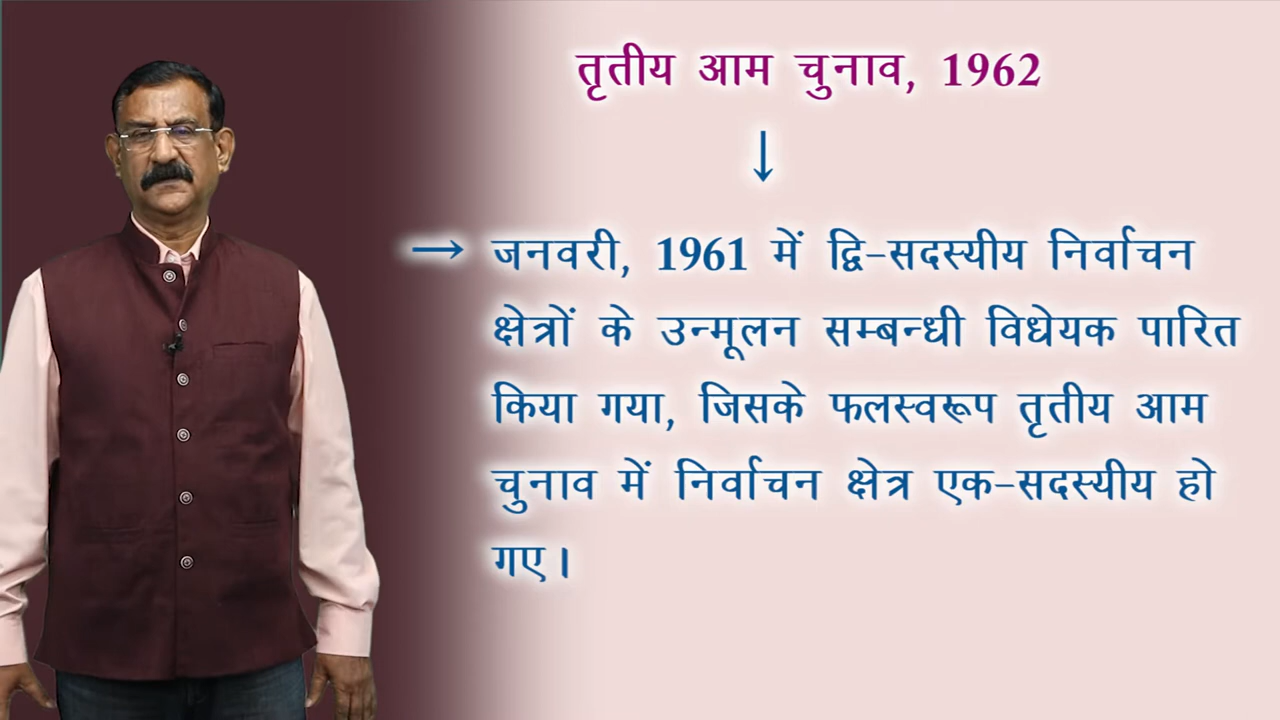 तृतीय आम चुनाव, 1962
↓
→ जनवरी, 1961 में द्वि-सदस्यीय निर्वाचन
क्षेत्रों के उन्मूलन सम्बन्धी विधेयक पारित
किया गया, जिसके फलस्वरूप तृतीय आम
चुनाव में निर्वाचन क्षेत्र एक-सदस्यीय हो
गए।